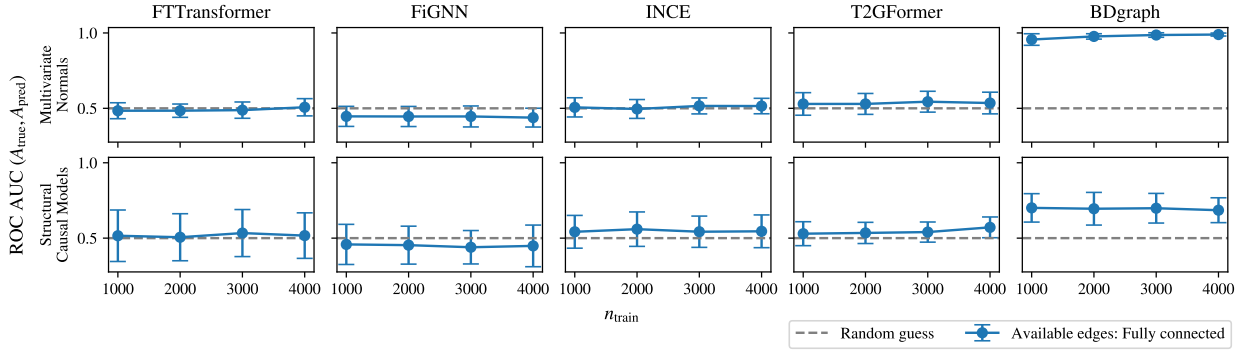 FTTransformer FiGNN INCE T2GFormer BDgraph
ROC AUC (A_true, A_pred)
Multivariate
Normals
1.0
0.5
Structural
Causal Models
1.0
0.5
1000 2000 3000 4000 1000 2000 3000 4000 1000 2000 3000 4000 1000 2000 3000 4000 1000 2000 3000 4000
n_train
Random guess Available edges: Fully connected